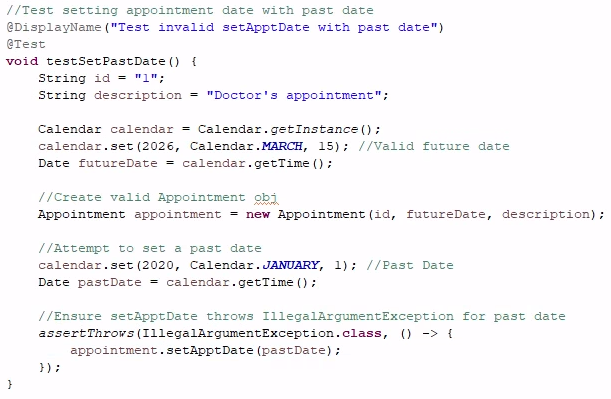 //Test setting appointment date with past date
@DisplayName("Test invalid setApptDate with past date")
@Test
void testSetPastDate() {
    String id = "1";
    String description = "Doctor's appointment";

    Calendar calendar = Calendar.getInstance();
    calendar.set(2026, Calendar.MARCH, 15); //Valid future date
    Date futureDate = calendar.getTime();

    //Create valid Appointment obj
    Appointment appointment = new Appointment(id, futureDate, description);

    //Attempt to set a past date
    calendar.set(2020, Calendar.JANUARY, 1); //Past Date
    Date pastDate = calendar.getTime();

    //Ensure setApptDate throws IllegalArgumentException for past date
    assertThrows(IllegalArgumentException.class, () -> {
        appointment.setApptDate(pastDate);
    });
}